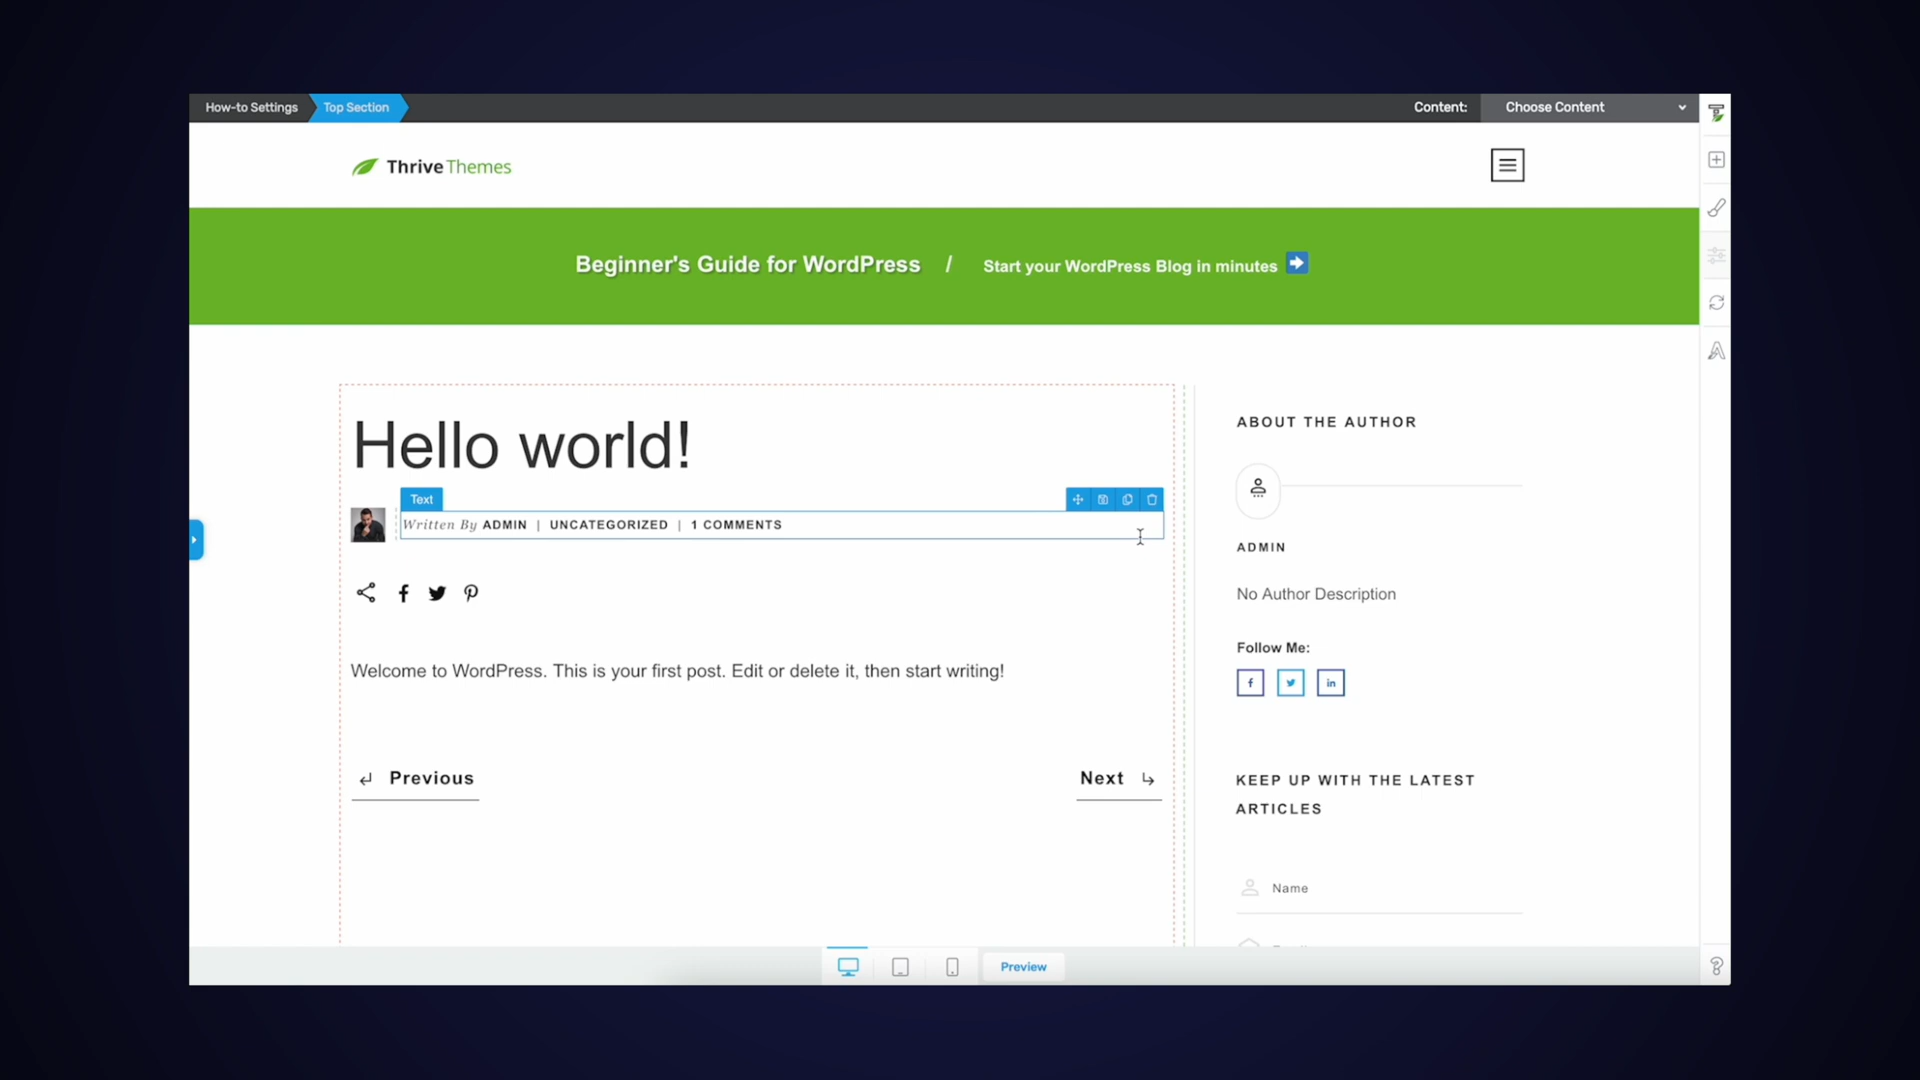 How-to Settings
Top Section
Content:
Choose Content
Thrive Themes
Beginner's Guide for WordPress / Start your WordPress Blog in minutes
Hello world!
Text
Written By ADMIN | UNCATEGORIZED | 1 COMMENTS
Welcome to WordPress. This is your first post. Edit or delete it, then start writing!
Previous
Next
ABOUT THE AUTHOR
ADMIN
No Author Description
Follow Me:
KEEP UP WITH THE LATEST
ARTICLES
Name
Preview